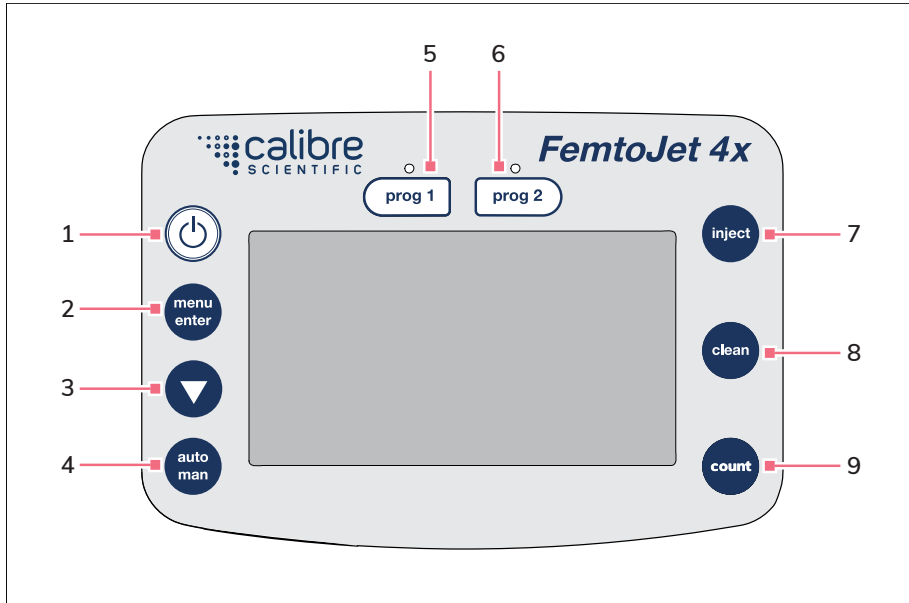 5 6
calibre
SCIENTIFIC
FemtoJet 4x
prog 1
prog 2
1
inject
7
2
menu
enter
clean
8
3
4
auto
man
count
9